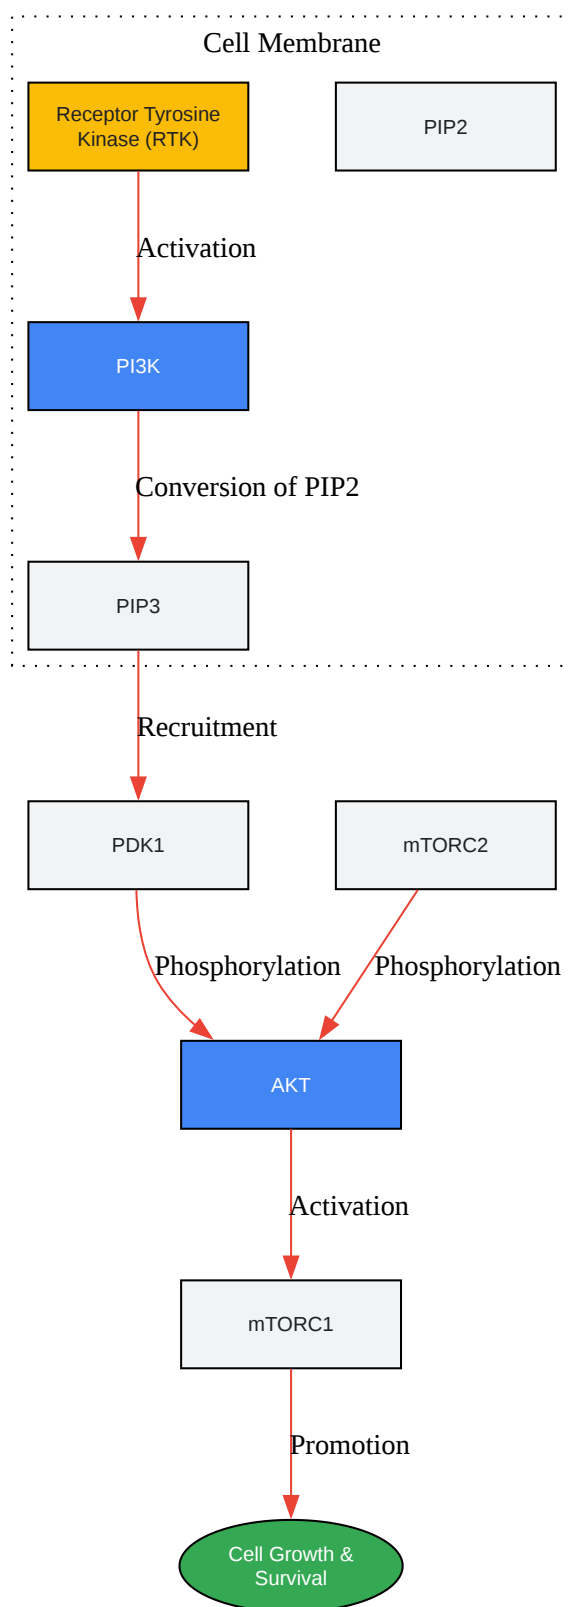 Cell Membrane
Receptor Tyrosine
Kinase (RTK)
PIP2
Activation
PI3K
Conversion of PIP2
PIP3
Recruitment
PDK1
mTORC2
Phosphorylation
Phosphorylation
AKT
Activation
mTORC1
Promotion
Cell Growth &
Survival